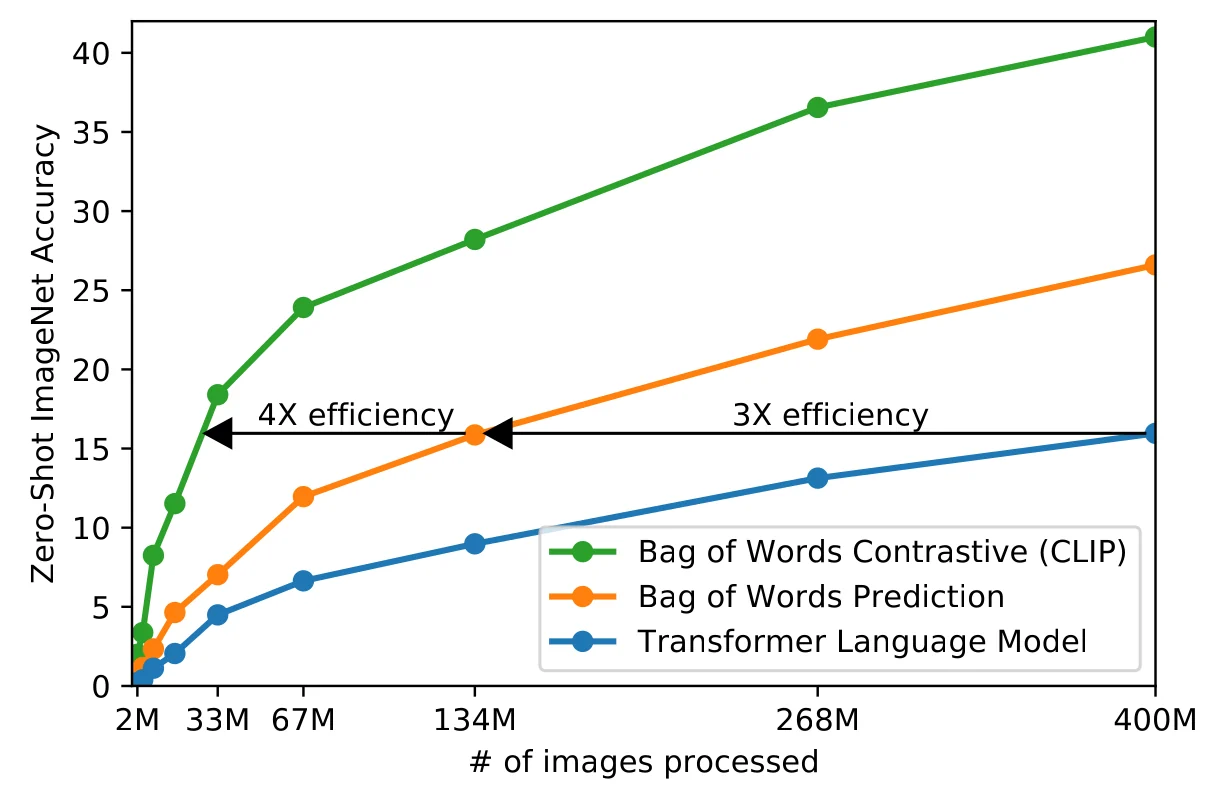 Zero-Shot ImageNet Accuracy
40
35
30
25
20
15
10
5
0
4X efficiency
3X efficiency
Bag of Words Contrastive (CLIP)
Bag of Words Prediction
Transformer Language Model
2M 33M 67M 134M 268M 400M
# of images processed